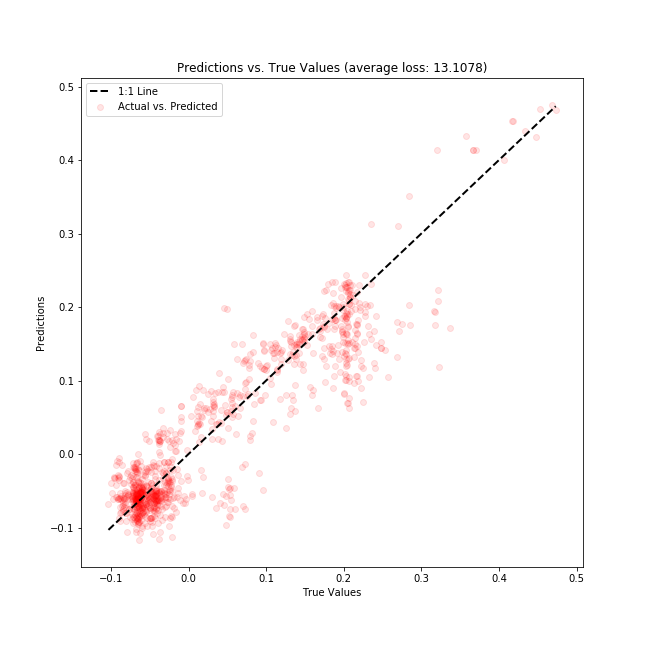 Predictions vs. True Values (average loss: 13.1078)
1:1 Line
Actual vs. Predicted
Predictions
0.5
0.4
0.3
0.2
0.1
0.0
−0.1
−0.1 0.0 0.1 0.2 0.3 0.4 0.5
True Values